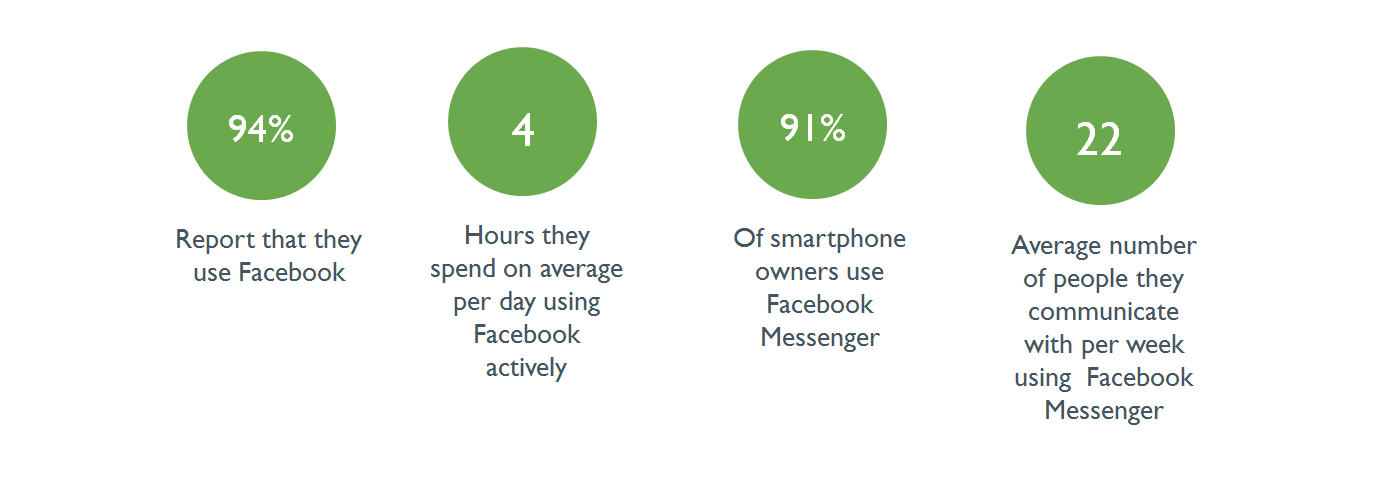 94%
Report that they
use Facebook
4
Hours they
spend on average
per day using
Facebook
actively
91%
Of smartphone
owners use
Facebook
Messenger
22
Average number
of people they
communicate
with per week
using  Facebook
Messenger